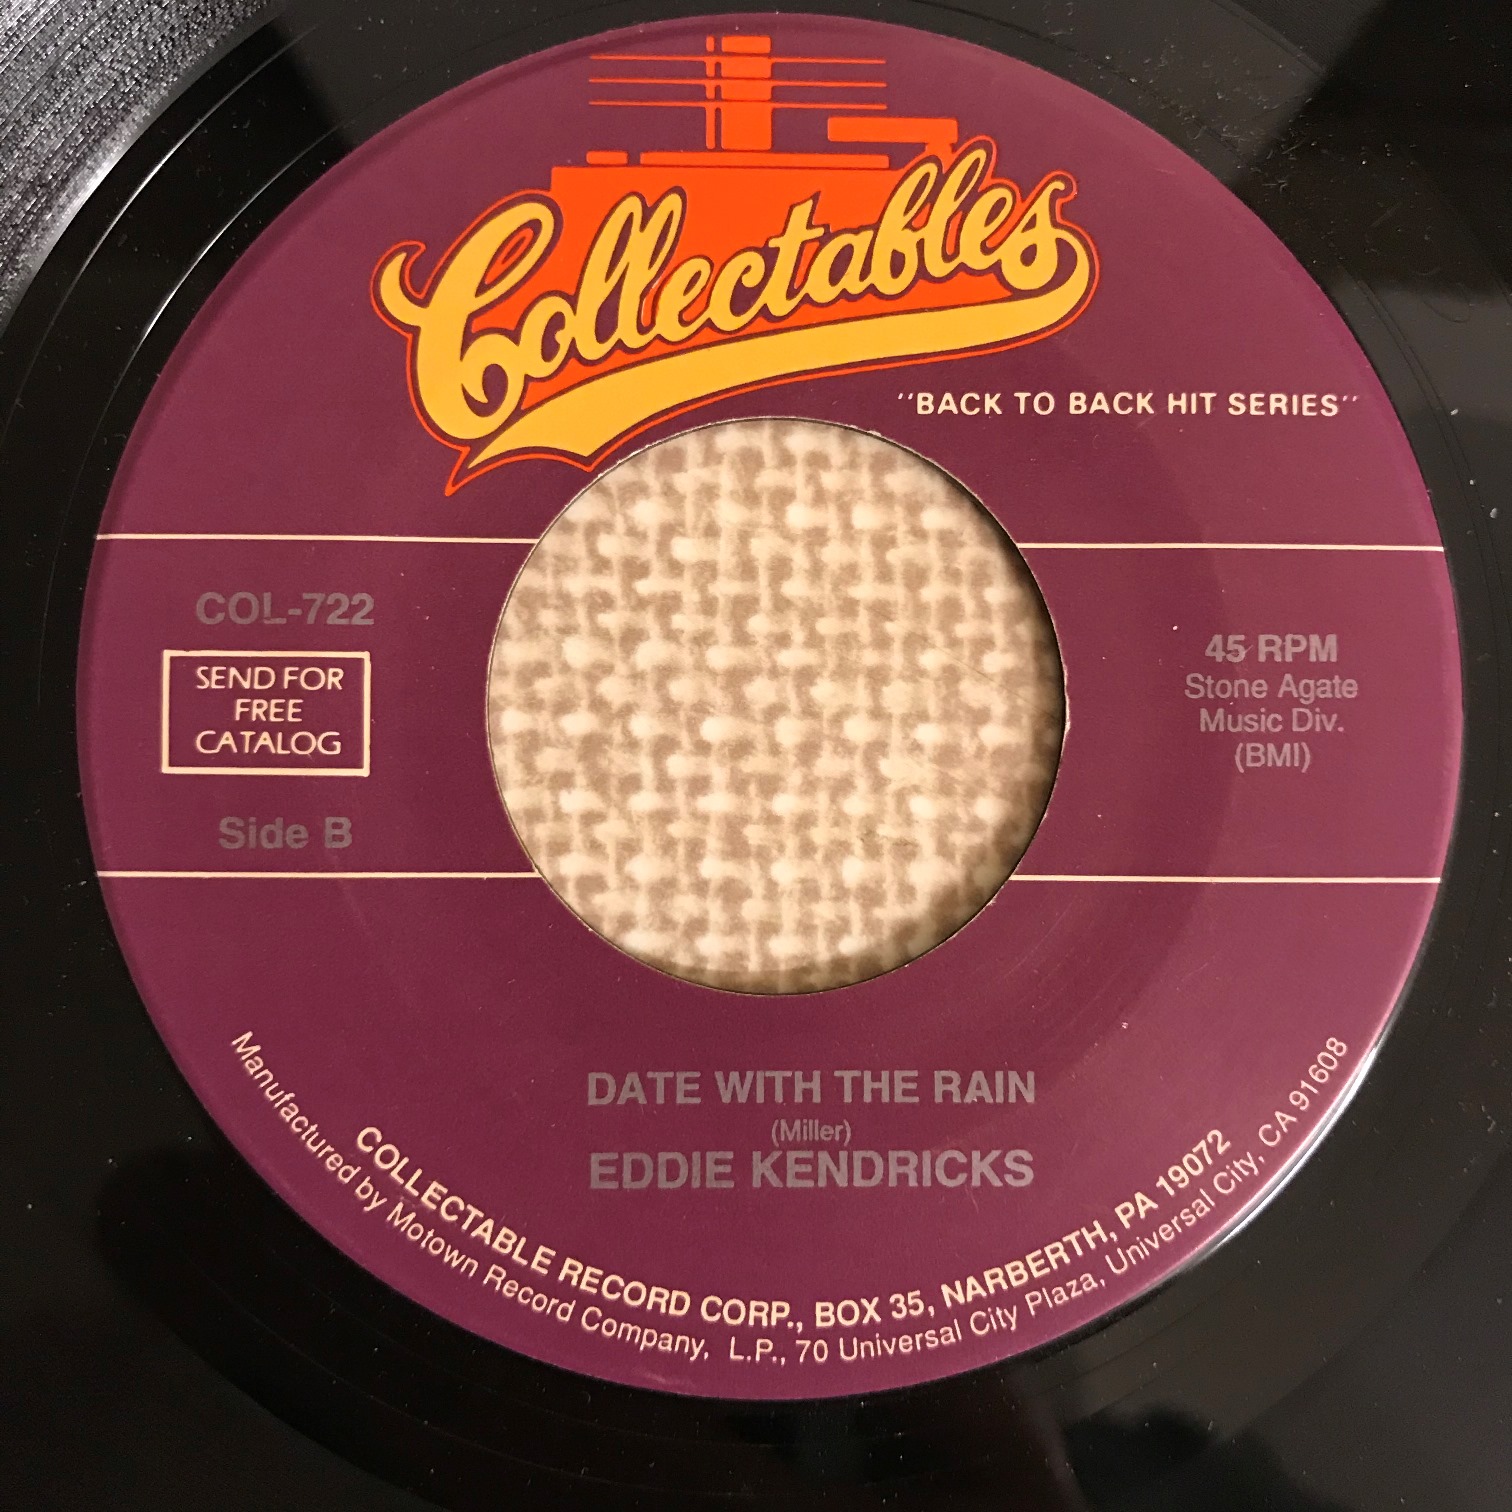 Collectables
"BACK TO BACK HIT SERIES"
COL-722
SEND FOR
FREE
CATALOG
Side B
45 RPM
Stone Agate
Music Div.
(BMI)
DATE WITH THE RAIN
(Miller)
EDDIE KENDRICKS
COLLECTABLE RECORD CORP., BOX 35, NARBERTH, PA 19072
Manufactured by Motown Record Company, L.P., 70 Universal City Plaza, Universal City, CA 91608